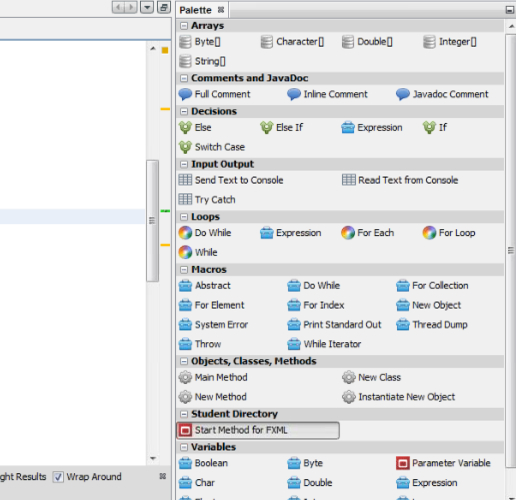 Palette
Arrays
Byte[] Character[] Double[] Integer[]
String[]
Comments and JavaDoc
Full Comment Inline Comment Javadoc Comment
Decisions
Else Else If Expression If
Switch Case
Input Output
Send Text to Console Read Text from Console
Try Catch
Loops
Do While Expression For Each For Loop
While
Macros
Abstract Do While For Collection
For Element For Index New Object
System Error Print Standard Out Thread Dump
Throw While Iterator
Objects, Classes, Methods
Main Method New Class
New Method Instantiate New Object
Student Directory
Start Method for FXML
Variables
Boolean Byte Parameter Variable
ght Results Wrap Around
Char Double Expression